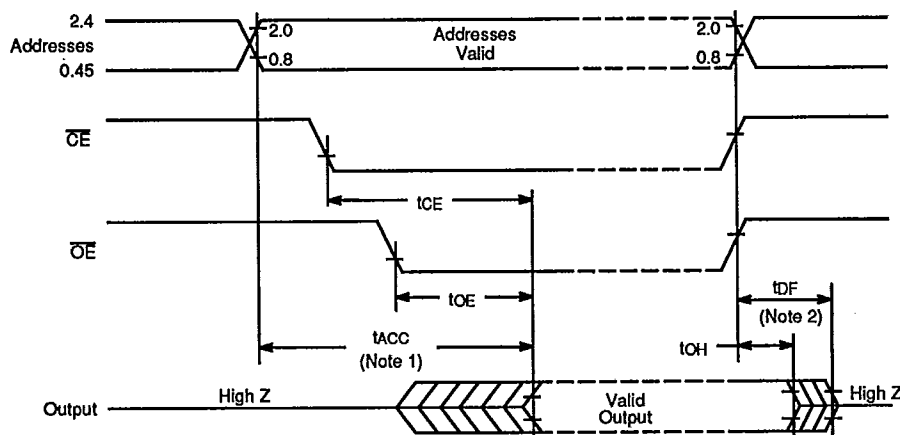 2.4
Addresses
0.45
2.0
0.8
Addresses
Valid
2.0
0.8
CE
tCE
OE
tOE
tDF
(Note 2)
tACC
(Note 1)
tOH
Output
High Z
Valid
Output
High Z